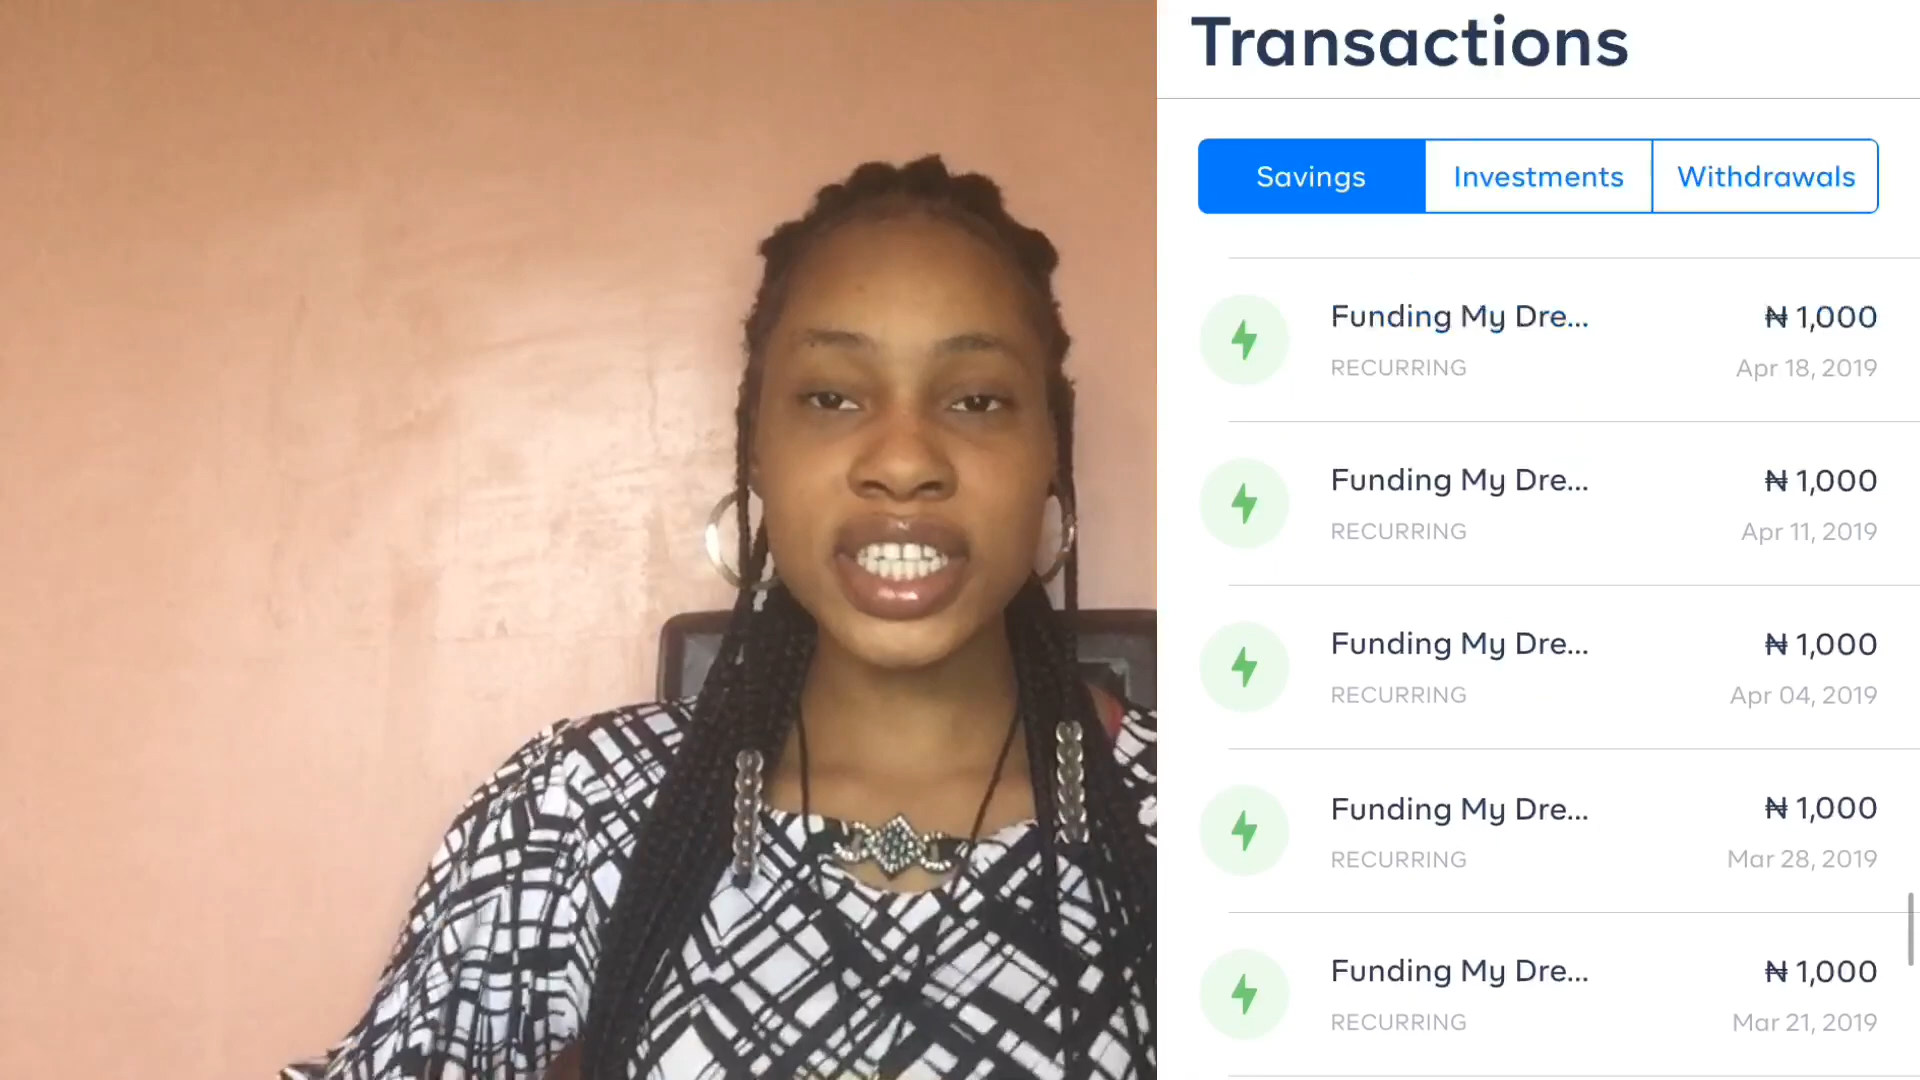 Transactions
Savings Investments Withdrawals
Funding My Dre... ₦ 1,000
RECURRING Apr 18, 2019
Funding My Dre... ₦ 1,000
RECURRING Apr 11, 2019
Funding My Dre... ₦ 1,000
RECURRING Apr 04, 2019
Funding My Dre... ₦ 1,000
RECURRING Mar 28, 2019
Funding My Dre... ₦ 1,000
RECURRING Mar 21, 2019